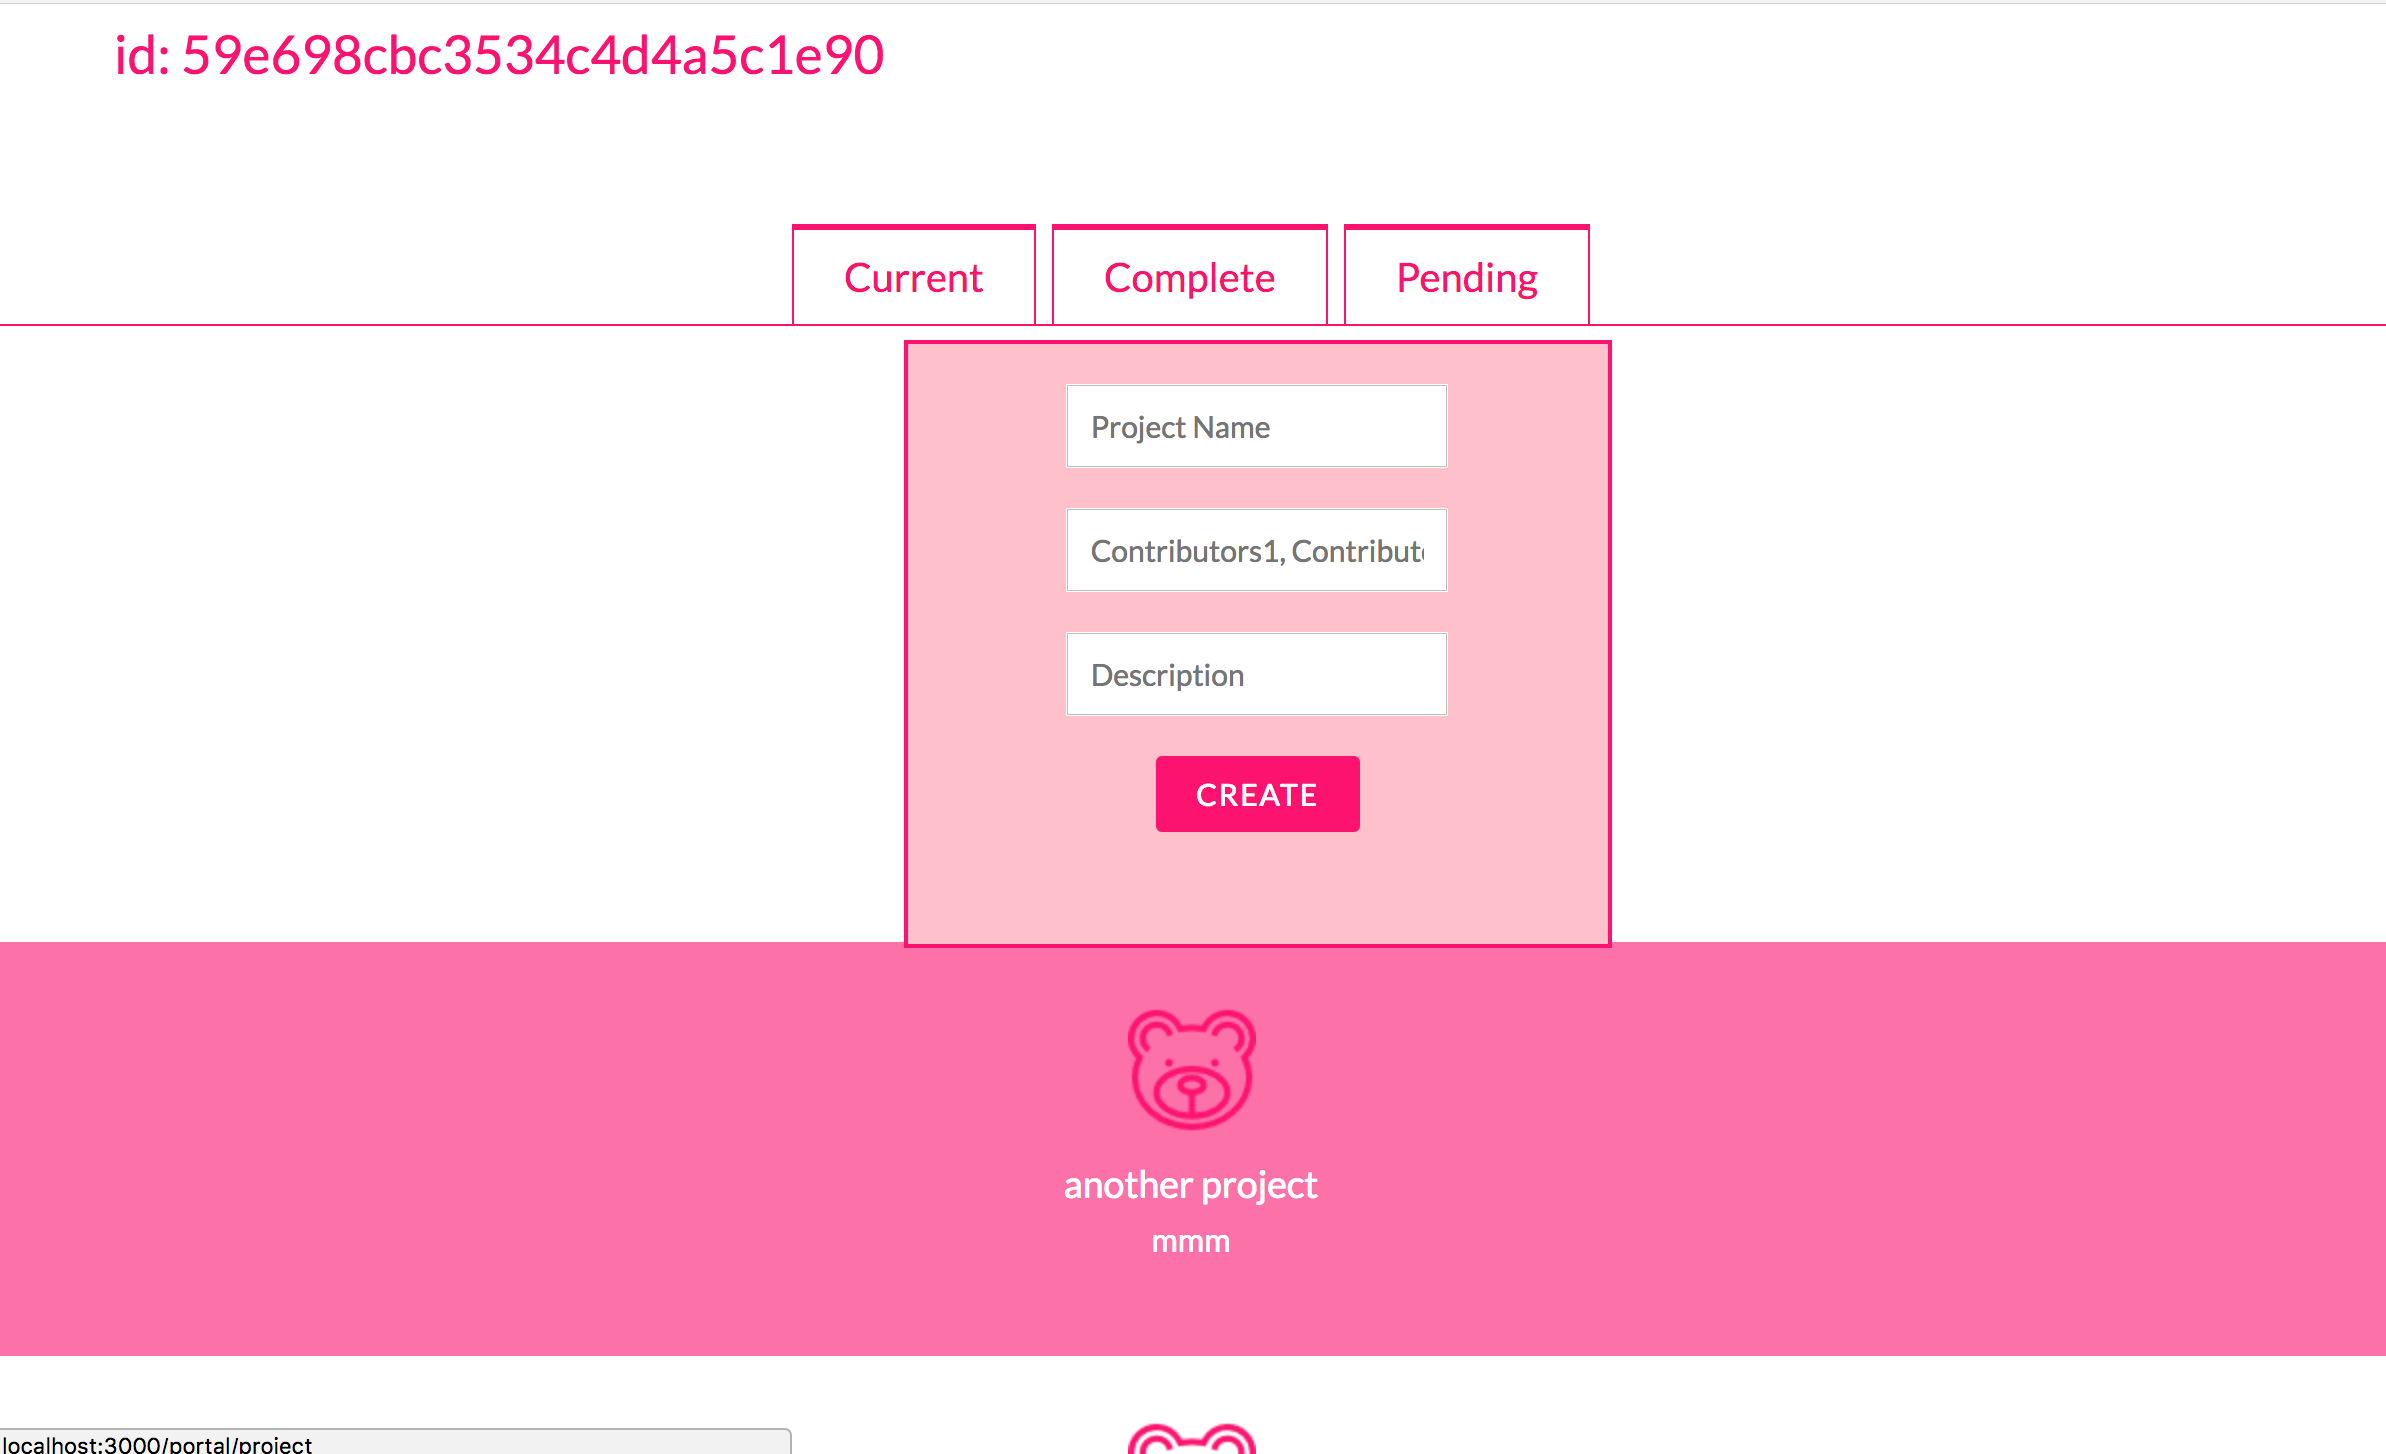 id: 59e698cbc3534c4d4a5c1e90
Current Complete Pending
Project Name
Contributors1, Contribut
Description
CREATE
another project
mmm
localhost:3000/portal/project